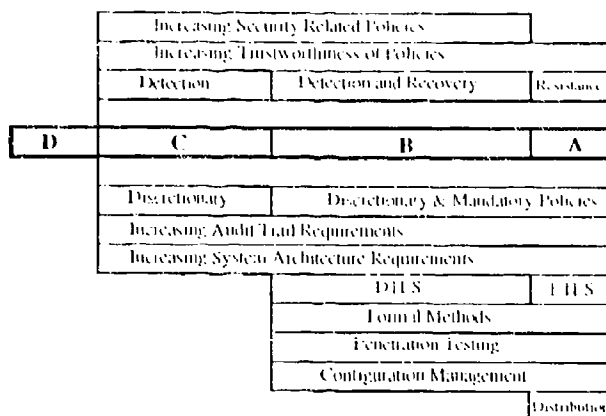 Increasing Security Related Policies
Increasing Trustworthiness of Policies
Detection Detection and Recovery Resistance
D C B A
Discretionary Discretionary & Mandatory Policies
Increasing Audit Trail Requirements
Increasing System Architecture Requirements
DTLS FTLS
Formal Methods
Penetration Testing
Configuration Management
Distribution